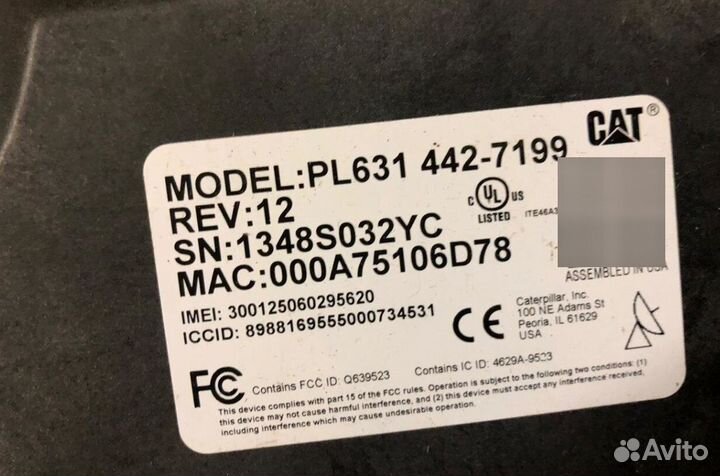 CAT®
MODEL:PL631 442-7199
REV:12
SN:1348S032YC
MAC:000A75106D78
IMEI: 300125060295620
ICCID: 8988169555000734531
C UL US
LISTED ITE46A3
ASSEMBLED IN USA
CE
Caterpillar, Inc.
100 NE Adams St
Peoria, IL 61629
USA
FC
Contains FCC ID: Q639523 Contains IC ID: 4629A-9523
This device complies with part 15 of the FCC rules. Operation is subject to the following two conditions: (1)
this device may not cause harmful interference, and (2) this device must accept any interference received,
including interference which may cause undesirable operation.
Avito